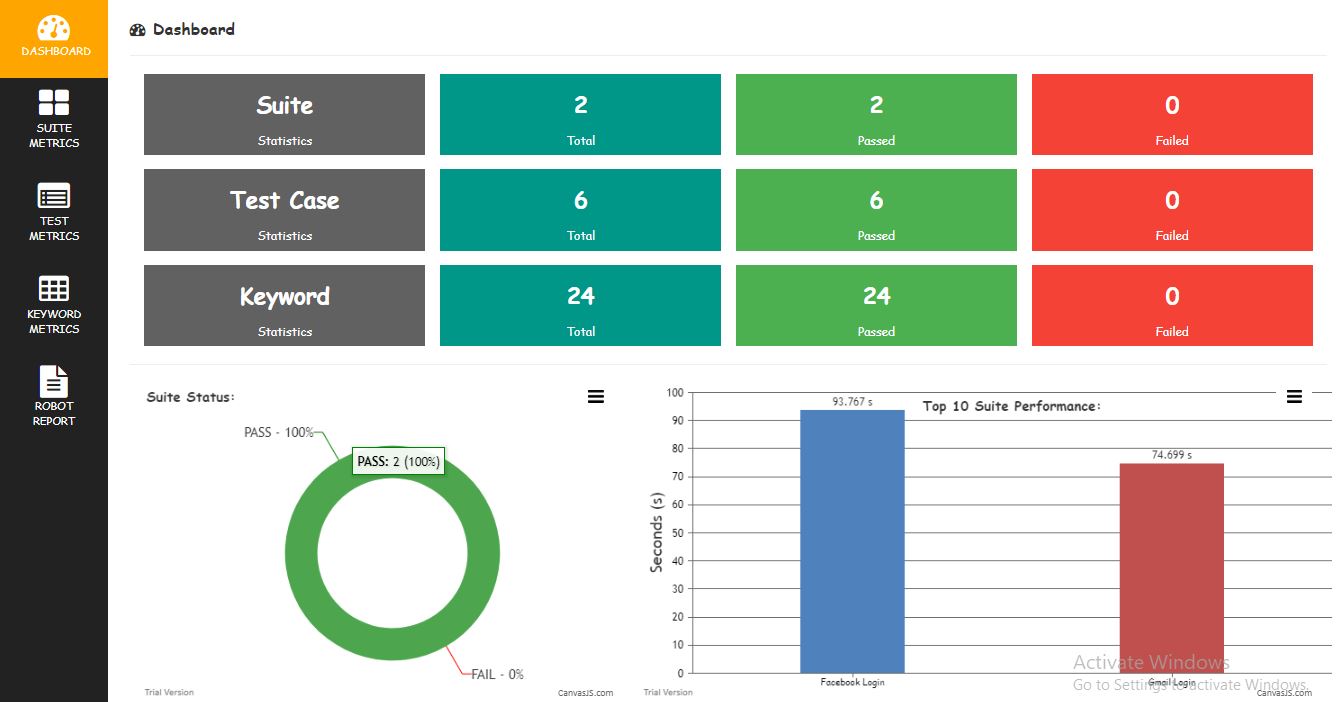 DASHBOARD
SUITE
METRICS
TEST
METRICS
KEYWORD
METRICS
ROBOT
REPORT
Dashboard
Suite
Statistics
2
Total
2
Passed
0
Failed
Test Case
Statistics
6
Total
6
Passed
0
Failed
Keyword
Statistics
24
Total
24
Passed
0
Failed
Suite Status:
PASS - 100%
PASS: 2 (100%)
FAIL - 0%
Trial Version
CanvasJS.com
Top 10 Suite Performance:
Seconds (s)
100
90
80
70
60
50
40
30
20
10
0
93.767 s
74.699 s
Facebook Login
Gmail Login
Trial Version
CanvasJS.com
Activate Windows
Go to Settings to activate Windows.